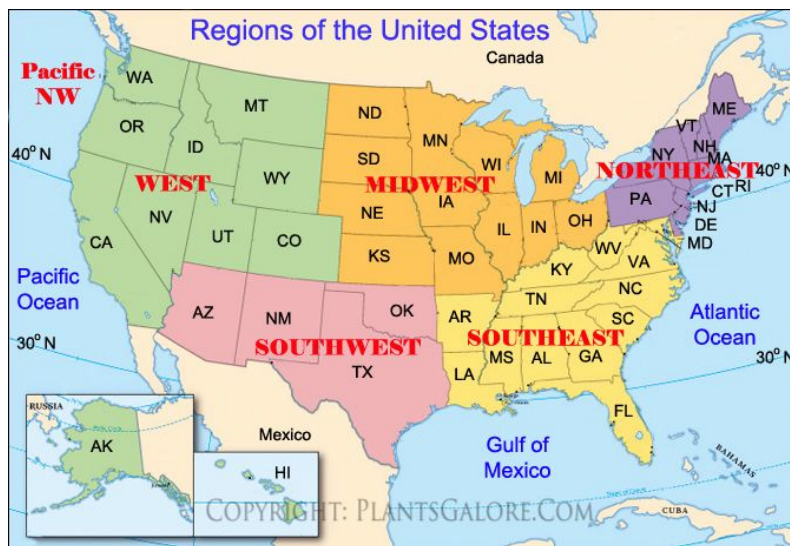 Regions of the United States
Canada
Pacific
NW
WA
MT
ND
MN
ME
VT
OR
ID
SD
WI
MI
NY
NH
MA
40° N
40° N
WEST
MIDWEST
NORTHEAST
WY
CT
RI
NV
NE
IA
PA
NJ
CA
UT
CO
IL
IN
OH
DE
MD
KS
MO
WV
VA
KY
Pacific
Ocean
NC
TN
AZ
NM
OK
AR
SC
Atlantic
Ocean
30° N
30° N
SOUTHWEST
SOUTHEAST
TX
LA
MS
AL
GA
FL
RUSSIA
AK
HI
Mexico
Gulf of
Mexico
BAHAMAS
CUBA
COPYRIGHT: PLANTSGALORE.COM